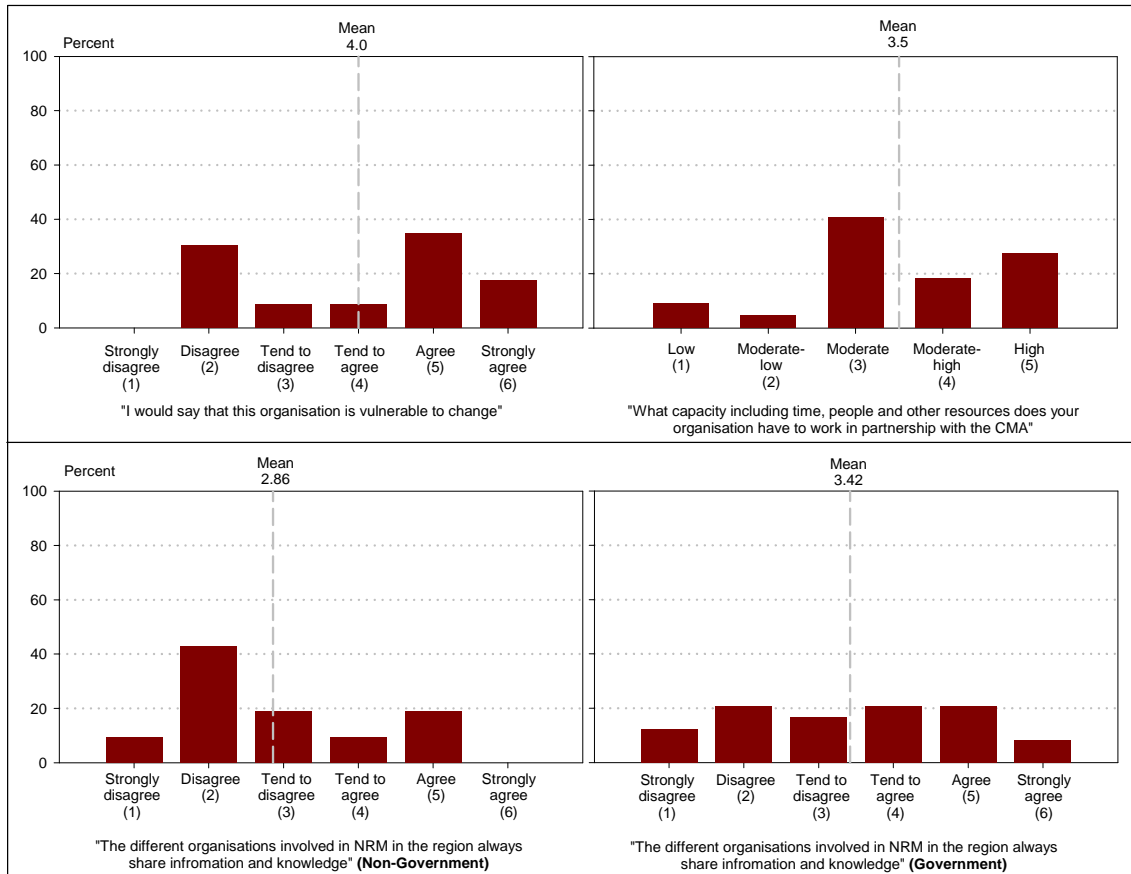 Mean
4.0
Percent
100
80
60
40
20
0
Strongly disagree (1)
Disagree (2)
Tend to disagree (3)
Tend to agree (4)
Agree (5)
Strongly agree (6)
"I would say that this organisation is vulnerable to change"
Mean
3.5
Low (1)
Moderate-low (2)
Moderate (3)
Moderate-high (4)
High (5)
"What capacity including time, people and other resources does your
organisation have to work in partnership with the CMA"
Mean
2.86
Percent
100
80
60
40
20
0
Strongly disagree (1)
Disagree (2)
Tend to disagree (3)
Tend to agree (4)
Agree (5)
Strongly agree (6)
"The different organisations involved in NRM in the region always
share infromation and knowledge" (Non-Government)
Mean
3.42
Strongly disagree (1)
Disagree (2)
Tend to disagree (3)
Tend to agree (4)
Agree (5)
Strongly agree (6)
"The different organisations involved in NRM in the region always
share infromation and knowledge" (Government)